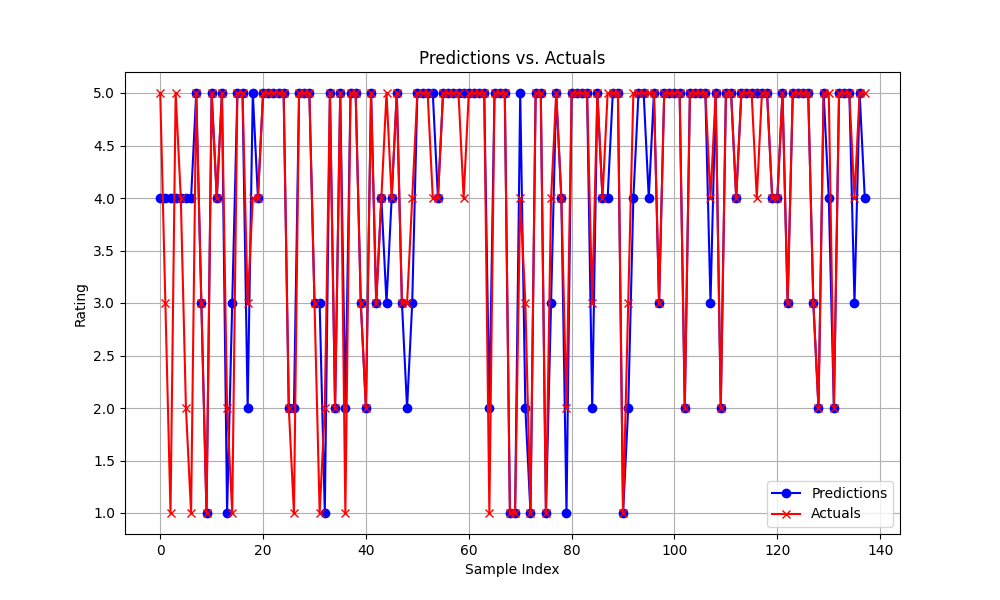 Predictions vs. Actuals
Rating
5.0
4.5
4.0
3.5
3.0
2.5
2.0
1.5
1.0
Predictions
Actuals
0 20 40 60 80 100 120 140
Sample Index